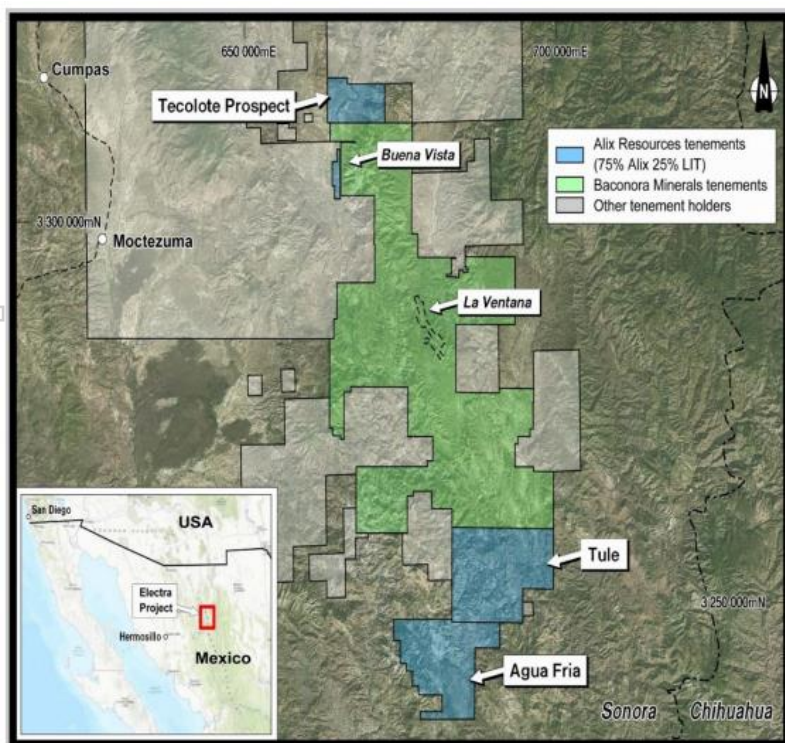 650 000mE
700 000mE
Cumpas
Tecolote Prospect
N
Buena Vista
Alix Resources tenements
(75% Alix 25% LIT)
Baconora Minerals tenements
Other tenement holders
3 300 000mN
Moctezuma
La Ventana
San Diego
USA
Electra
Project
Hermosillo
Mexico
Tule
3 250 000mN
Agua Fria
Sonora
Chihuahua